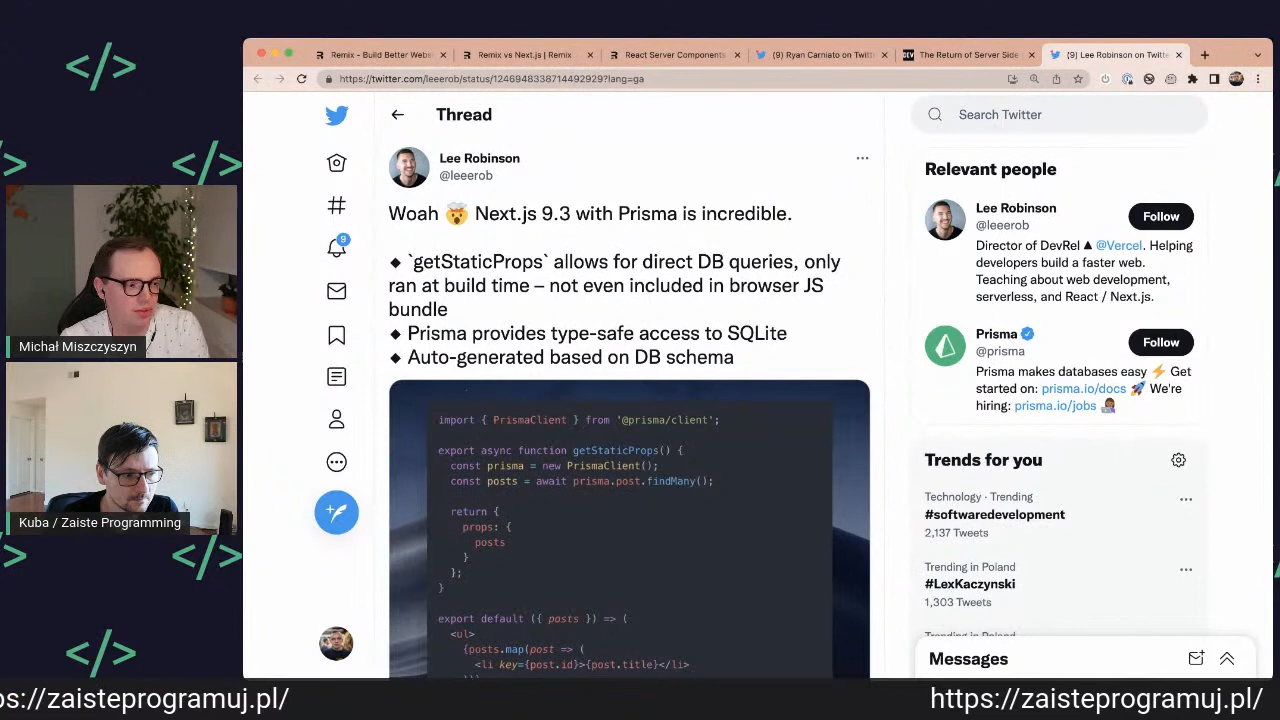 Remix - Build Better Webs
Remix vs Next.js | Remix
React Server Components
(9) Ryan Carniato on Twitt
DEV
The Return of Server Side
(9) Lee Robinson on Twitte
https://twitter.com/leeerob/status/1246948338714492929?lang=ga
Thread
Search Twitter
Lee Robinson
@leeerob
Woah 🤯 Next.js 9.3 with Prisma is incredible.
◆ `getStaticProps` allows for direct DB queries, only
ran at build time – not even included in browser JS
bundle
◆ Prisma provides type-safe access to SQLite
◆ Auto-generated based on DB schema
import { PrismaClient } from '@prisma/client';
export async function getStaticProps() {
const prisma = new PrismaClient();
const posts = await prisma.post.findMany();
return {
props: {
posts
}
};
}
export default ({ posts }) => (
<ul>
{posts.map(post => (
<li key={post.id}>{post.title}</li>
9
Relevant people
Lee Robinson
@leeerob
Follow
Director of DevRel ▲ @Vercel. Helping
developers build a faster web.
Teaching about web development,
serverless, and React / Next.js.
Prisma
@prisma
Follow
Prisma makes databases easy ⚡ Get
started on: prisma.io/docs 🚀 We're
hiring: prisma.io/jobs
Trends for you
Technology · Trending
#softwaredevelopment
2,137 Tweets
Trending in Poland
#LexKaczynski
1,303 Tweets
Trending in Poland
Messages
Michał Miszczyszyn
Kuba / Zaiste Programming
</>
</>
</>
</>
</>
ps://zaisteprogramuj.pl/
https://zaisteprogramuj.pl/